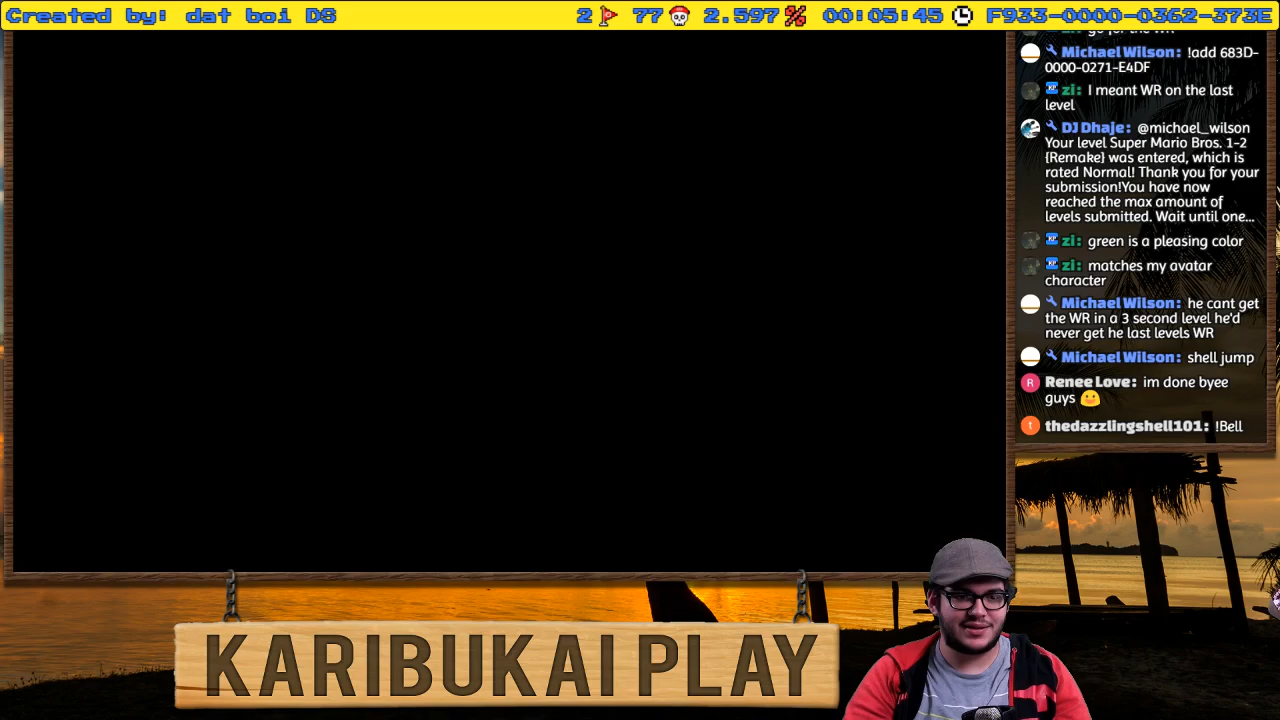 Created by: dat boi DS 2 77 2.597% 00:05:45 F933-0000-0362-373E
Michael Wilson: !add 683D-
0000-0271-E4DF
zi: I meant WR on the last
level
DJ Dhaje: @michael_wilson
Your level Super Mario Bros. 1-2
{Remake} was entered, which is
rated Normal! Thank you for your
submission!You have now
reached the max amount of
levels submitted. Wait until one...
zi: green is a pleasing color
zi: matches my avatar
character
Michael Wilson: he cant get
the WR in a 3 second level he'd
never get he last levels WR
Michael Wilson: shell jump
Renee Love: im done byee
guys
thedazzlingshell101: !Bell
KARIBUKAI PLAY